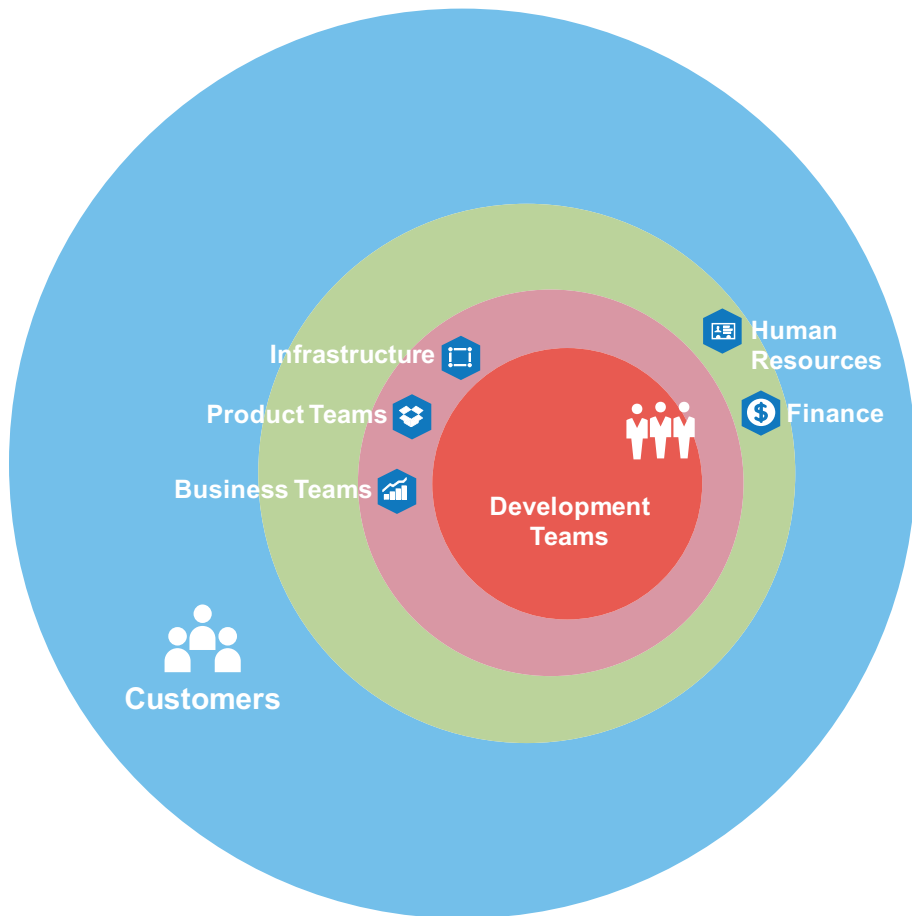 Infrastructure
Human
Resources
Product Teams
Finance
Business Teams
Development
Teams
Customers